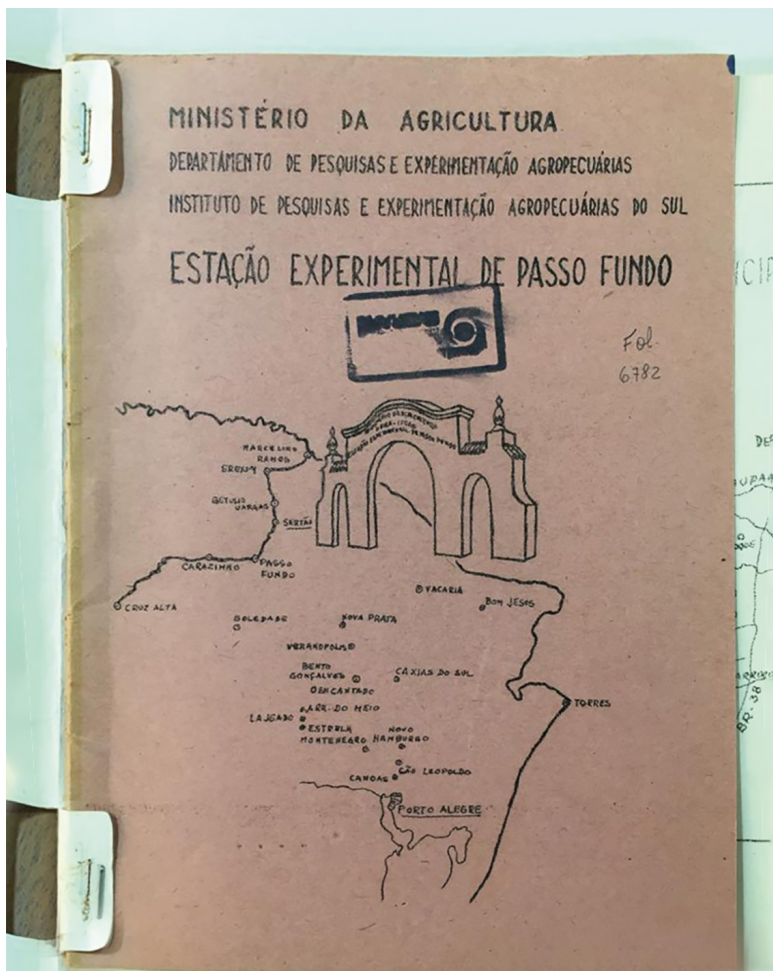 MINISTÉRIO DA AGRICULTURA
DEPARTAMENTO DE PESQUISAS E EXPERIMENTAÇÃO AGROPECUÁRIAS
INSTITUTO DE PESQUISAS E EXPERIMENTAÇÃO AGROPECUÁRIAS DO SUL
ESTAÇÃO EXPERIMENTAL DE PASSO FUNDO
Fol.
6782
MARCELINO
RAMOS
EREXIM
GETULIO
VARGAS
SERTÃO
CARAZINHO
PASSO
FUNDO
CRUZ ALTA
VACARIA
BOM JESUS
SOLEDADE
NOVA PRATA
VERANOPOLIS
BENTO
GONÇALVES
CAXIAS DO SUL
ENCANTADO
ARR. DO MEIO
LAJEADO
ESTRELA
TORRES
MONTENEGRO
NOVO
HAMBURGO
SÃO LEOPOLDO
CANOAS
PORTO ALEGRE
BR-38